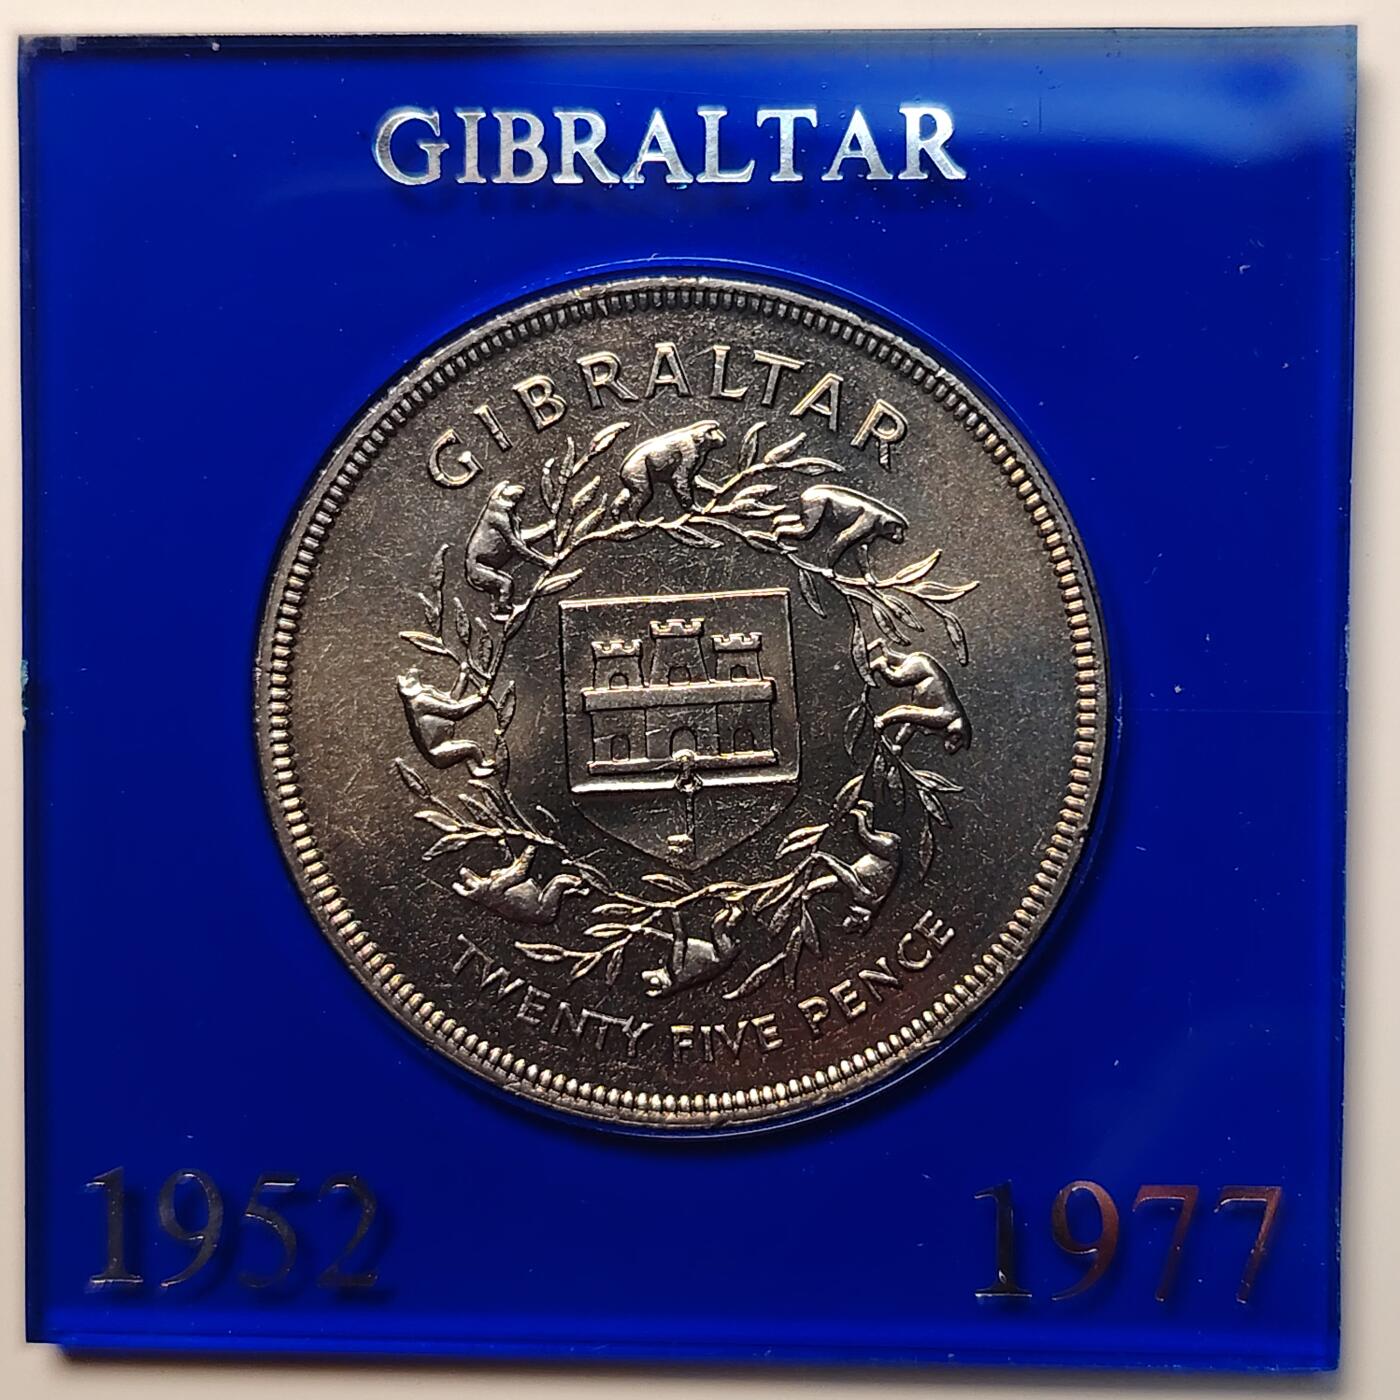 GIBRALTAR
GIBRALTAR
TWENTY FIVE PENCE
1952 1977